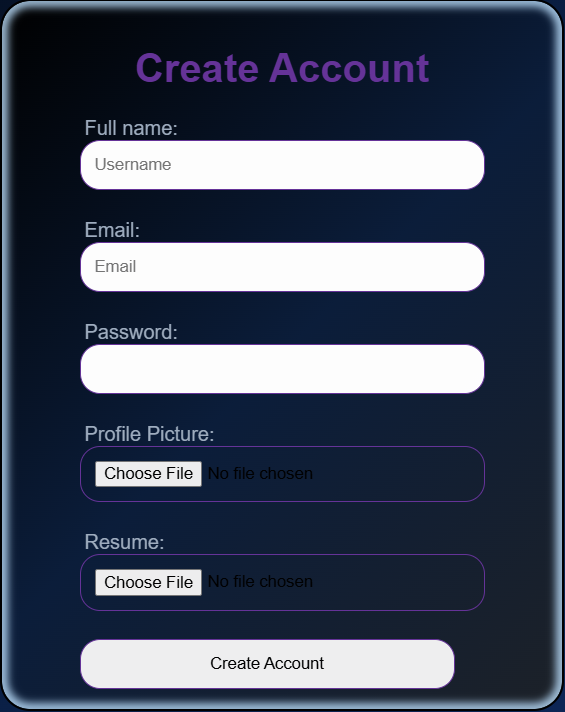 Create Account
Full name:
Username
Email:
Email
Password:
Profile Picture:
Choose File No file chosen
Resume:
Choose File No file chosen
Create Account